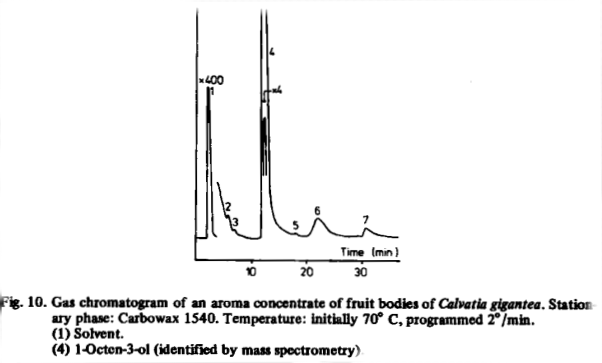 ×400
1
4
×4
2
3
5
6
7
Time (min)
10
20
30
Fig. 10. Gas chromatogram of an aroma concentrate of fruit bodies of Calvatia gigantea. Station-
ary phase: Carbowax 1540. Temperature: initially 70° C, programmed 2°/min.
(1) Solvent.
(4) 1-Octen-3-ol (identified by mass spectrometry)